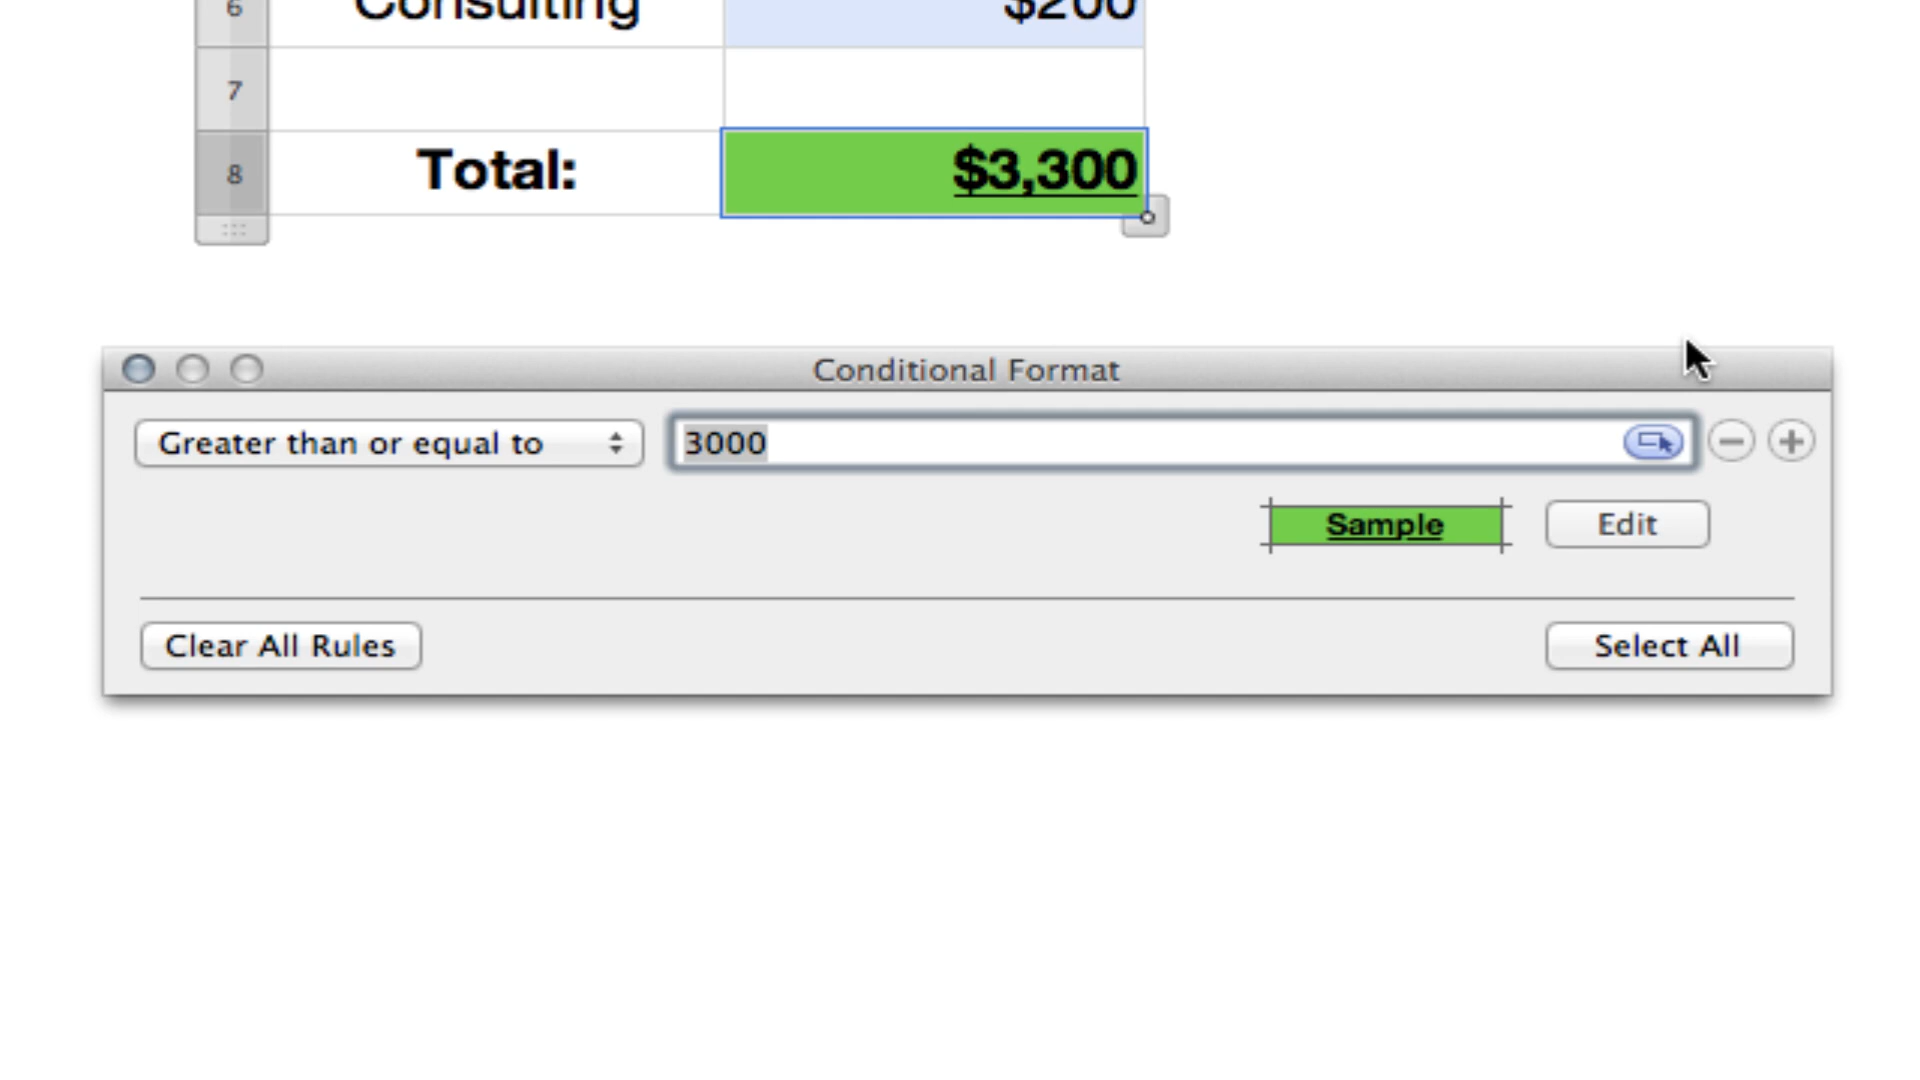 6 Consulting $200
7
8 Total: $3,300
Conditional Format
Greater than or equal to 3000
Sample Edit
Clear All Rules Select All